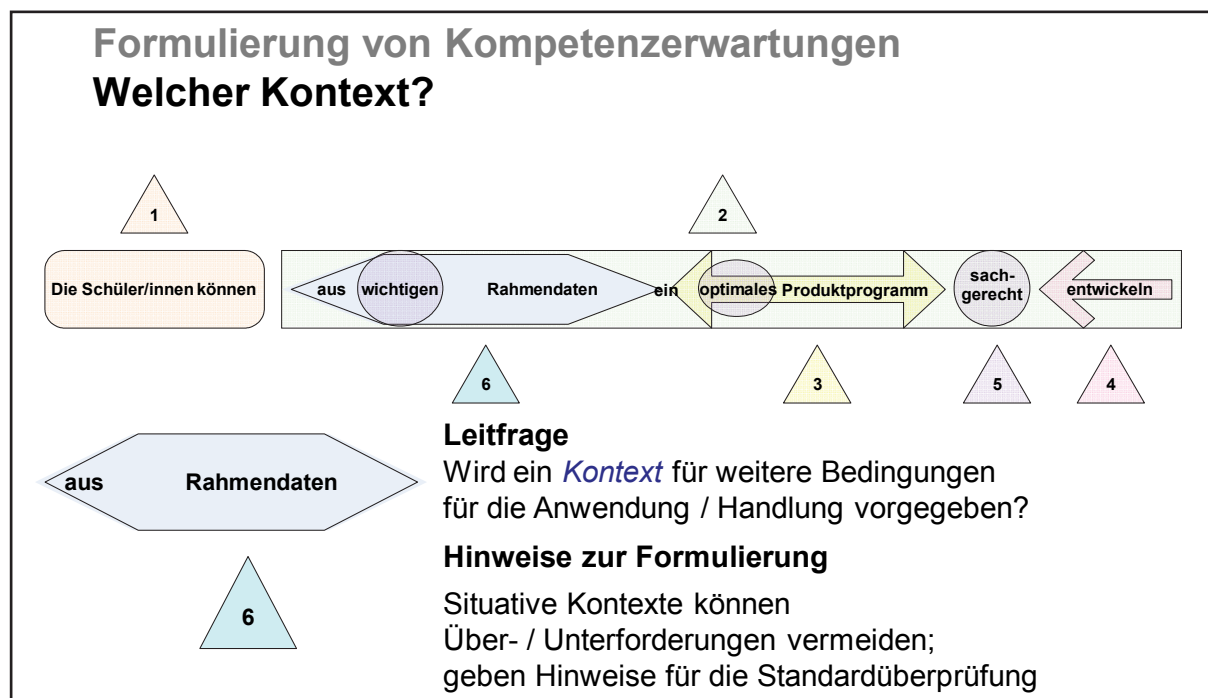 Formulierung von Kompetenzerwartungen
Welcher Kontext?
1
2
Die Schüler/innen können
aus wichtigen Rahmendaten ein optimales Produktprogramm sach-
gerecht entwickeln
6
3
5
4
aus Rahmendaten
6
Leitfrage
Wird ein Kontext für weitere Bedingungen
für die Anwendung / Handlung vorgegeben?
Hinweise zur Formulierung
Situative Kontexte können
Über- / Unterforderungen vermeiden;
geben Hinweise für die Standardüberprüfung